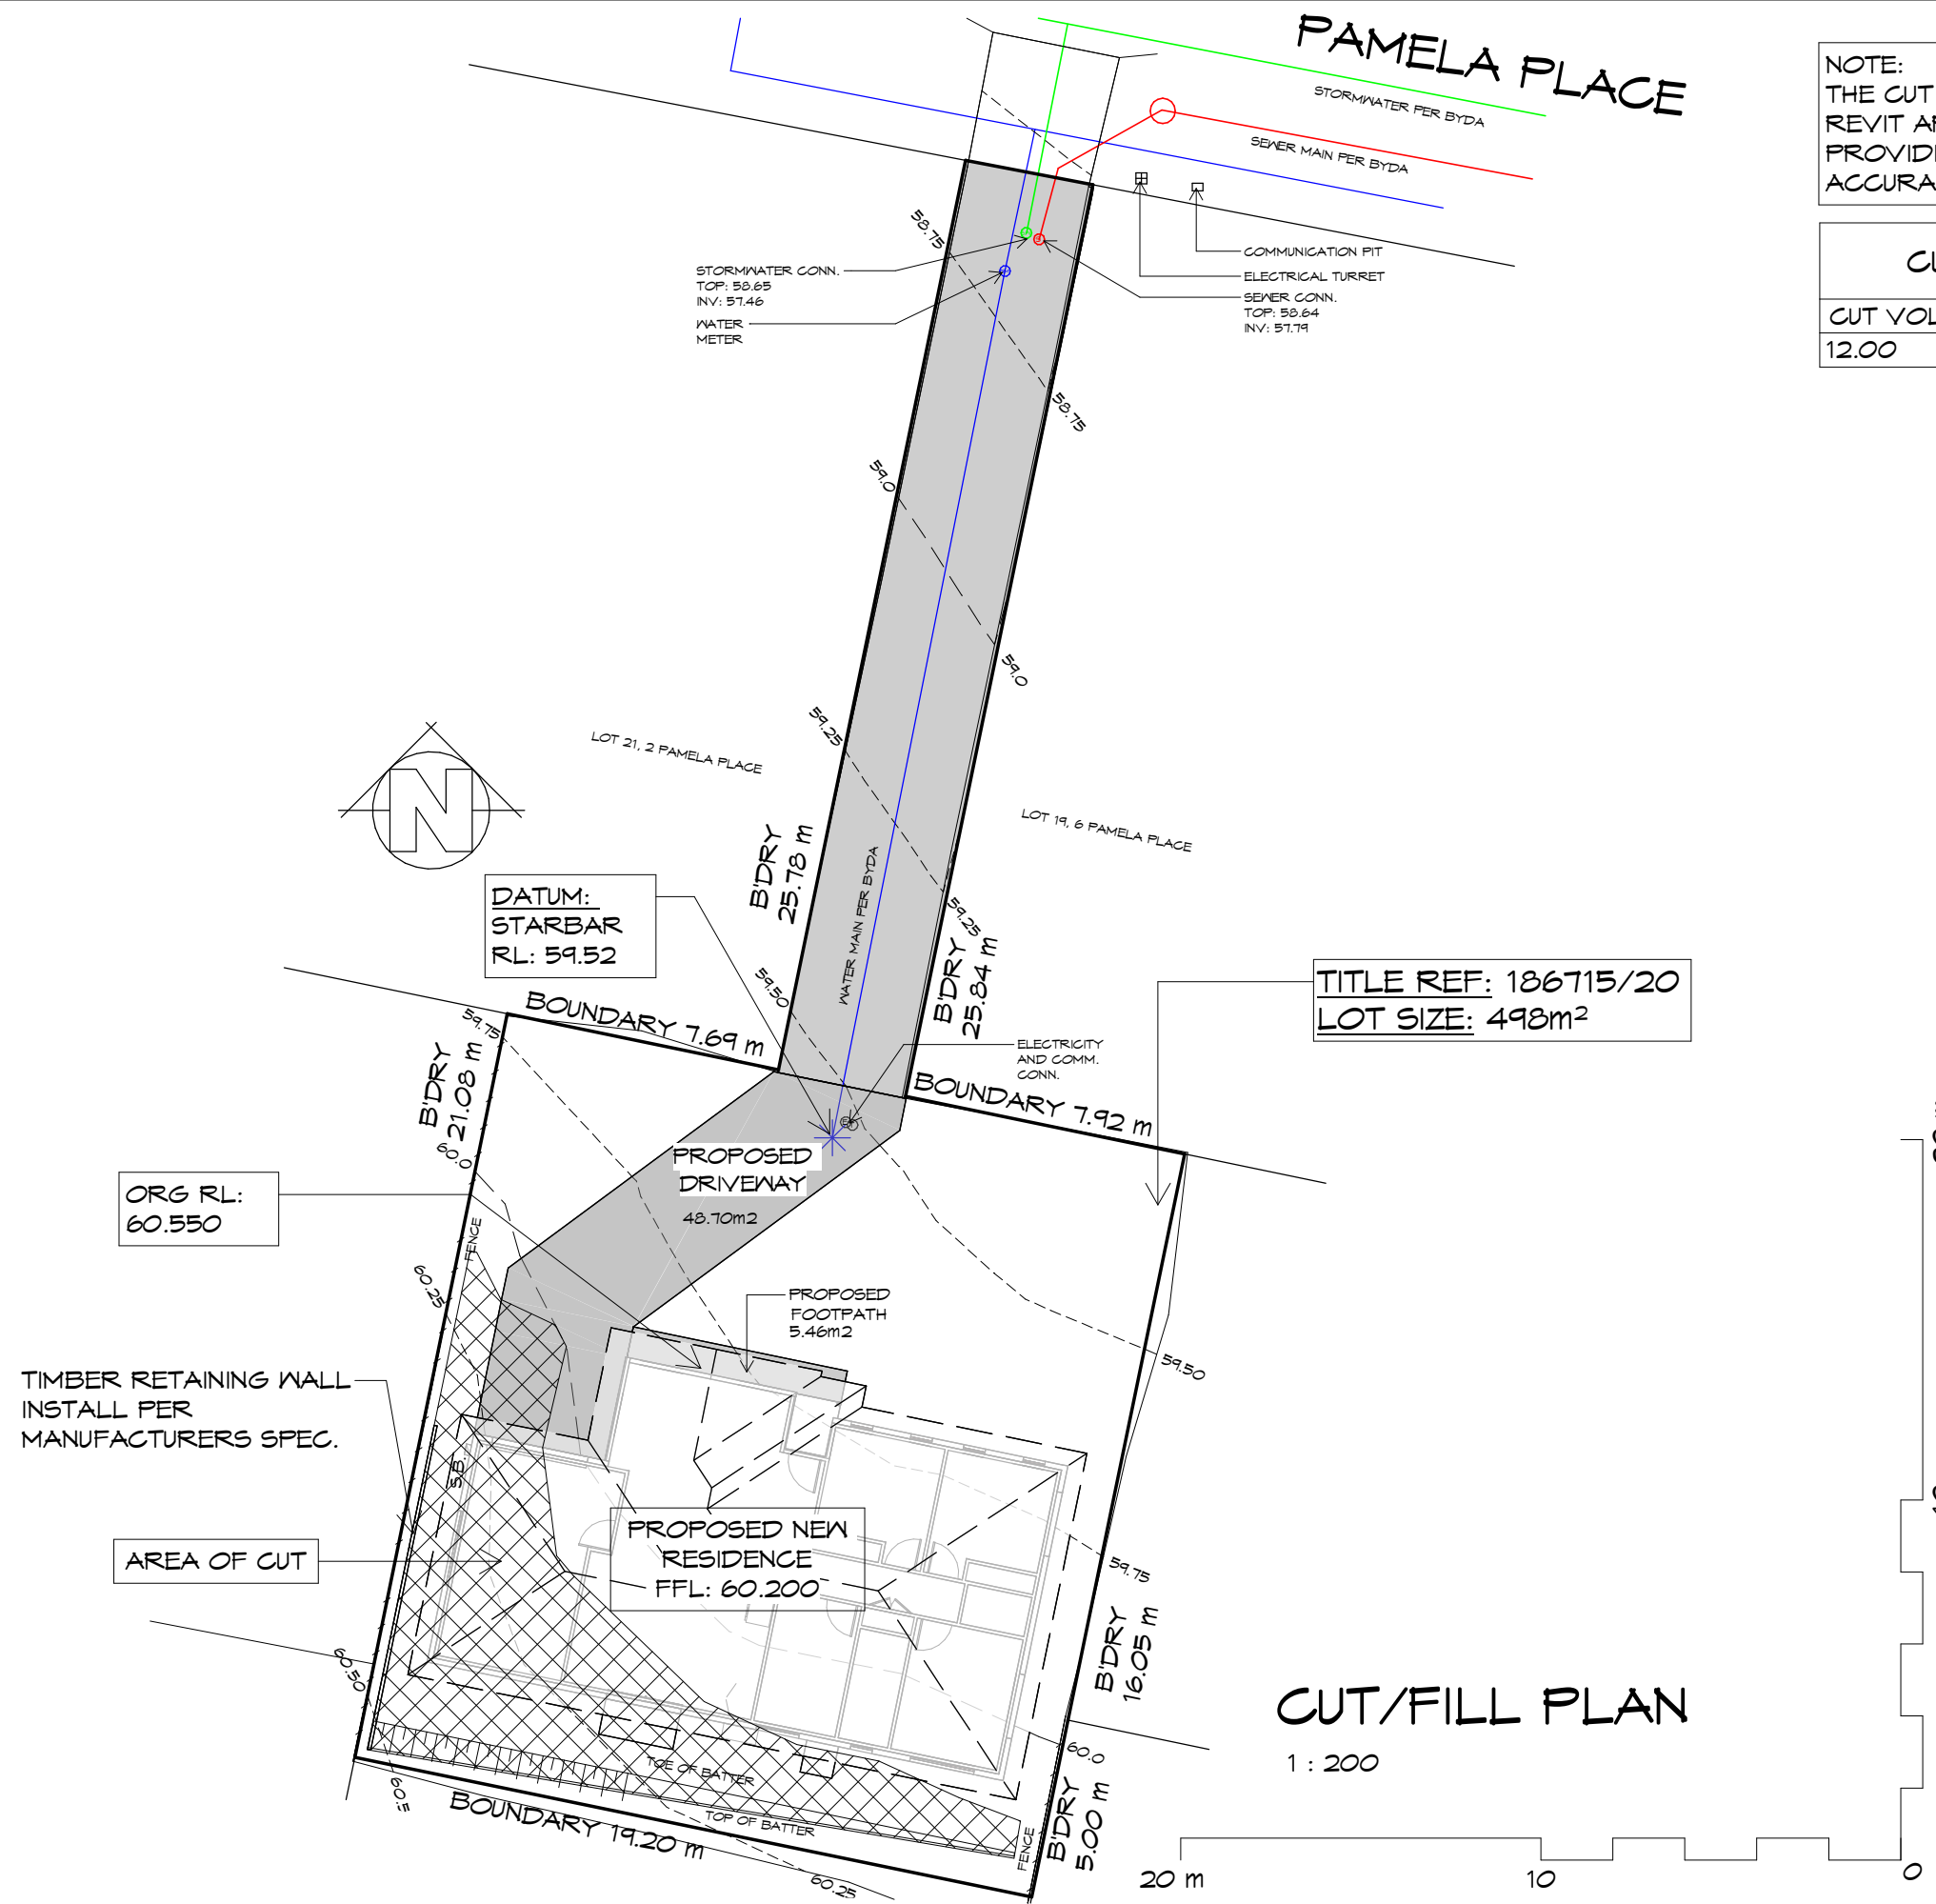 PAMELA PLACE
STORMWATER PER BYDA
SEWER MAIN PER BYDA
NOTE:
THE CUT
REVIT
PROVID
ACCURA
CUT VOL
12.00
58.75
STORMWATER CONN.
TOP: 58.65
INV: 57.46
WATER
METER
COMMUNICATION PIT
ELECTRICAL TURRET
SEWER CONN.
TOP: 58.64
INV: 57.79
58.75
59.0
59.0
59.25
LOT 21, 2 PAMELA PLACE
LOT 19, 6 PAMELA PLACE
N
B'DRY
25.78 m
WATER MAIN PER BYDA
59.25
B'DRY
25.84 m
DATUM:
STARBAR
RL: 59.52
59.50
TITLE REF: 186715/20
LOT SIZE: 498m²
59.75
BOUNDARY 7.69 m
B'DRY
21.08 m
ELECTRICITY
AND COMM.
CONN.
BOUNDARY 7.92 m
60.0
PROPOSED
DRIVEWAY
48.70m2
ORG RL:
60.550
FENCE
60.25
PROPOSED
FOOTPATH
5.46m2
59.50
TIMBER RETAINING WALL
INSTALL PER
MANUFACTURERS SPEC.
S.B.
AREA OF CUT
PROPOSED NEW
RESIDENCE
FFL: 60.200
59.75
B'DRY
16.05 m
60.50
60.0
TOE OF BATTER
TOP OF BATTER
60.5
BOUNDARY 19.20 m
60.25
FENCE
B'DRY
5.00 m
CUT/FILL PLAN
1 : 200
20 m
10
0